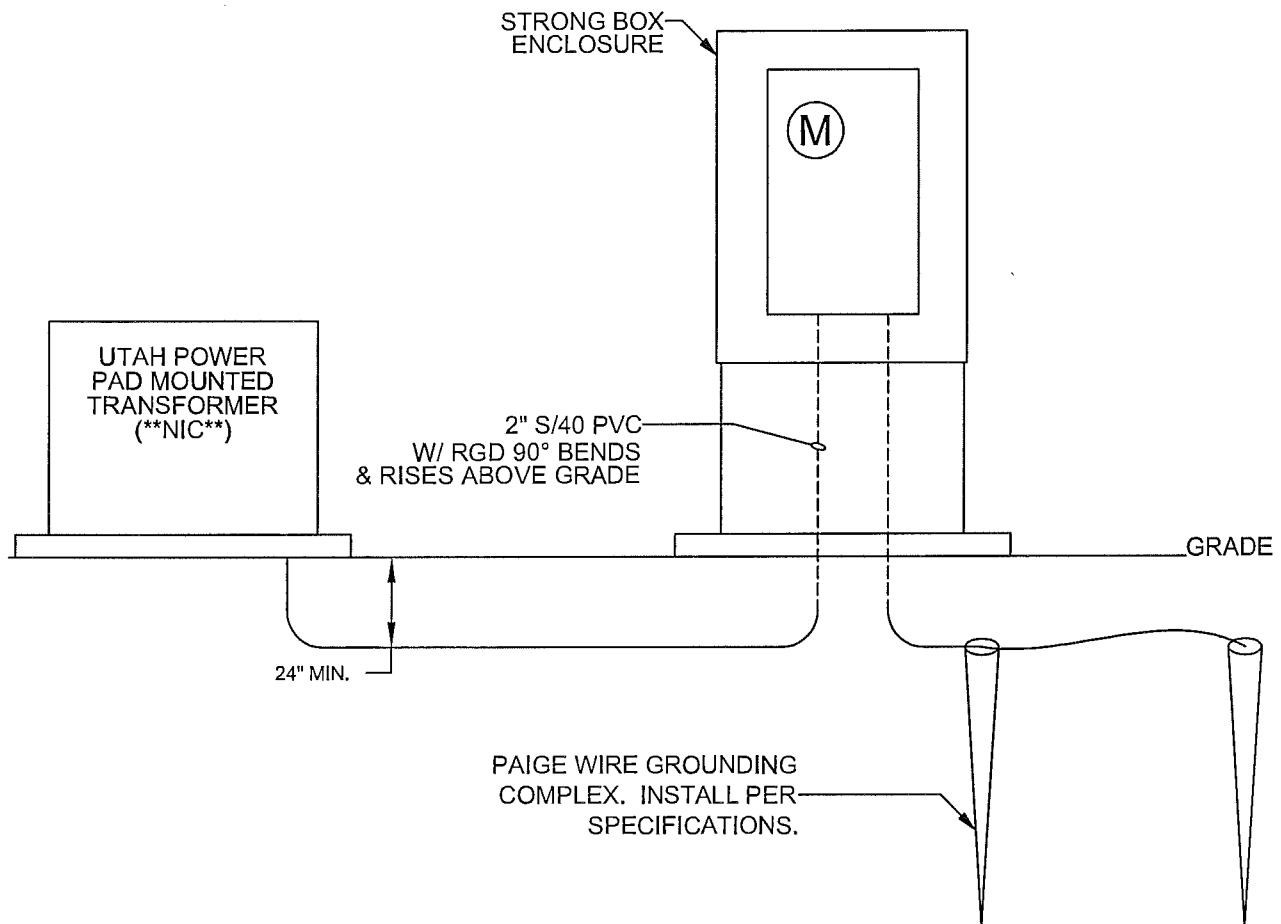 STRONG BOX
ENCLOSURE
M
UTAH POWER
PAD MOUNTED
TRANSFORMER
(**NIC**)
2" S/40 PVC
W/ RGD 90° BENDS
& RISES ABOVE GRADE
GRADE
24" MIN.
PAIGE WIRE GROUNDING
COMPLEX. INSTALL PER
SPECIFICATIONS.